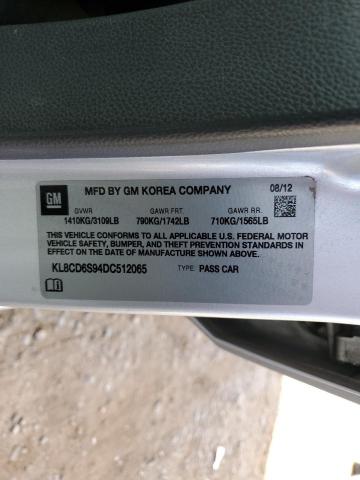 GM MFD BY GM KOREA COMPANY 08/12
GVWR GAWR FRT GAWR RR
1410KG/3109LB 790KG/1742LB 710KG/1565LB
THIS VEHICLE CONFORMS TO ALL APPLICABLE U.S. FEDERAL MOTOR
VEHICLE SAFETY, BUMPER, AND THEFT PREVENTION STANDARDS IN
EFFECT ON THE DATE OF MANUFACTURE SHOWN ABOVE.
KL8CD6S94DC512065 TYPE: PASS CAR